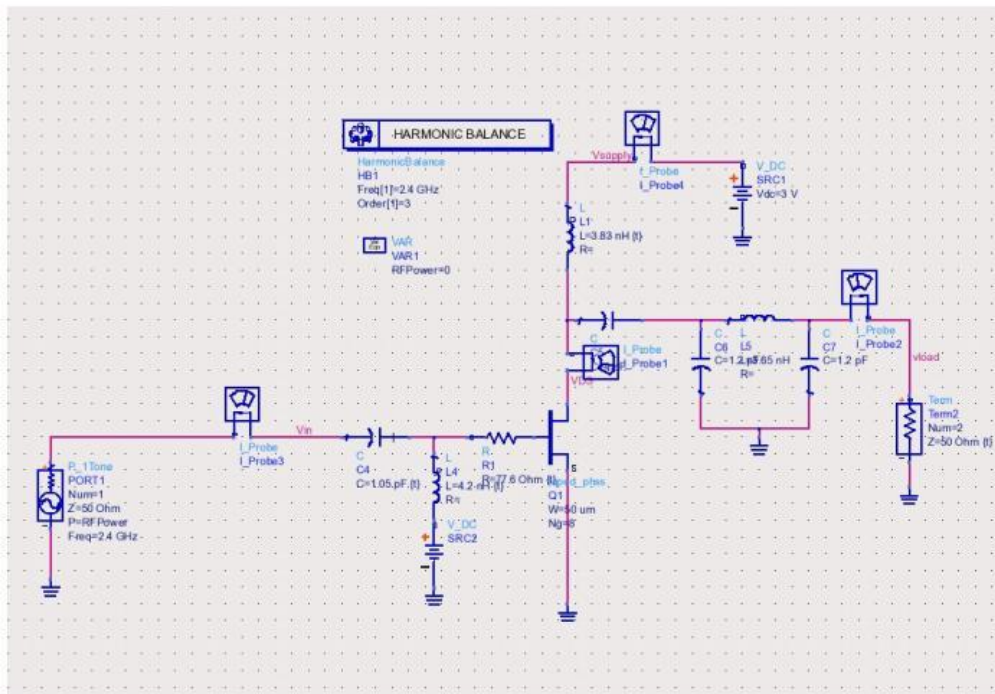 HARMONIC BALANCE
HarmonicBalance
HB1
Freq[1]=2.4 GHz
Order[1]=3
VAR
VAR1
RFPower=0
Vsupply
I_Probe
I_Probe4
V_DC
SRC1
Vdc=3 V
L
L1
L=3.83 nH {t}
R=
C
I_Probe
_Probe1
VDS
C
C6
L
L5
R=
C
C7
C=1.2 pF
I_Probe
I_Probe2
vload
Term
Term2
Num=2
Z=50 Ohm {t}
I_Probe
I_Probe3
Vin
C
C4
C=1.05 pF {t}
L
L4
L=4.2 nH {t}
R=
R
R1
R=77.6 Ohm {t}
S
Q1
W=50 um
Ng=8
V_DC
SRC2
P_1Tone
PORT1
Num=1
Z=50 Ohm
P=RFPower
Freq=2.4 GHz